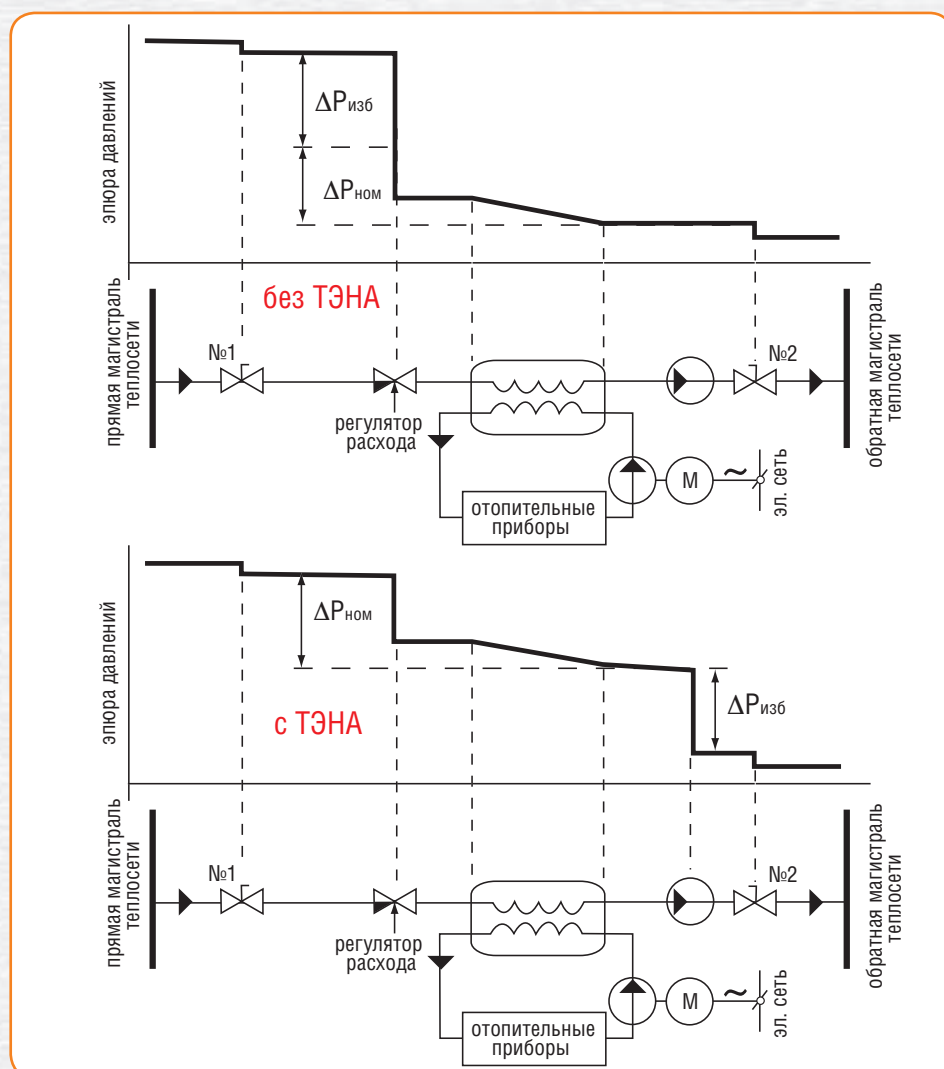 эпюра давлений
ΔPизб
ΔPном
без ТЭНА
прямая магистраль
теплосети
№1
регулятор
расхода
№2
обратная магистраль
теплосети
отопительные
приборы
М
~
эл. сеть
эпюра давлений
ΔPном
ΔPизб
с ТЭНА
прямая магистраль
теплосети
№1
регулятор
расхода
№2
обратная магистраль
теплосети
отопительные
приборы
М
~
эл. сеть